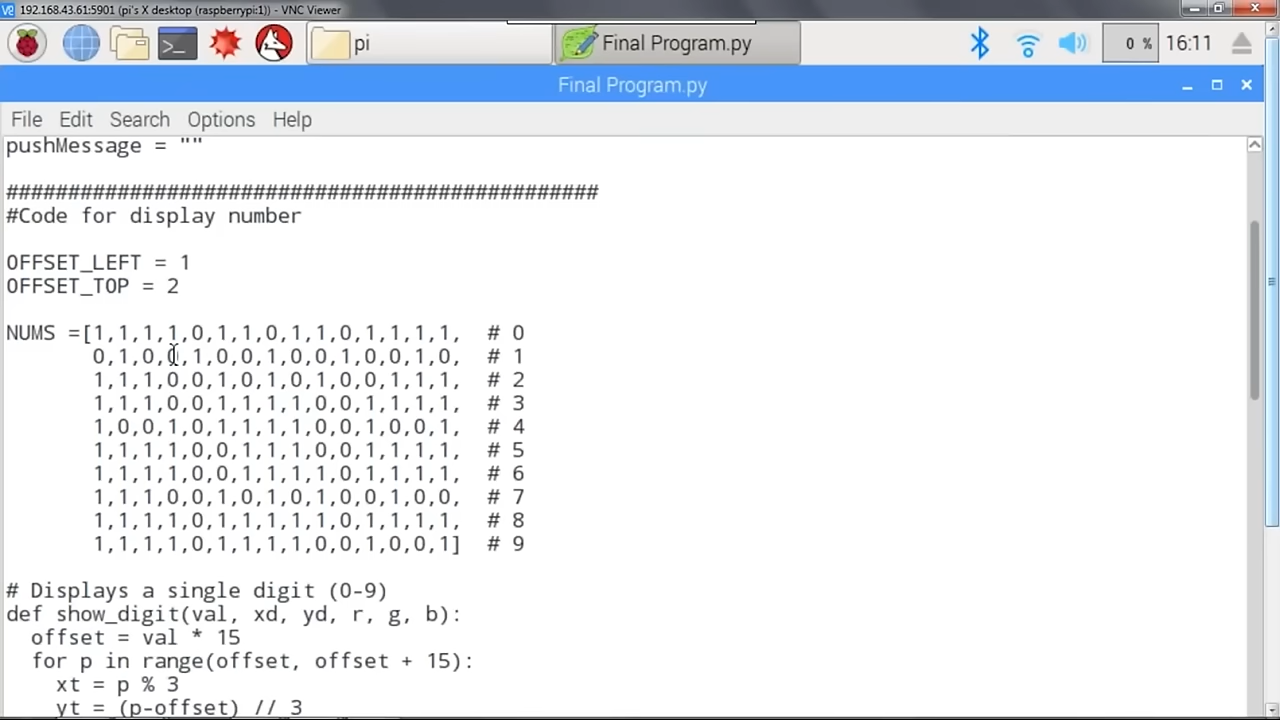 192.168.43.61:5901 (pi's X desktop (raspberrypi:1)) - VNC Viewer
pi
Final Program.py
0 %
16:11
Final Program.py
File Edit Search Options Help
pushMessage = ""
################################################
#Code for display number
OFFSET_LEFT = 1
OFFSET_TOP = 2
NUMS =[1,1,1,1,0,1,1,0,1,1,0,1,1,1,1,  # 0
0,1,0,0,1,0,0,1,0,0,1,0,0,1,0,  # 1
1,1,1,0,0,1,0,1,0,1,0,0,1,1,1,  # 2
1,1,1,0,0,1,1,1,1,0,0,1,1,1,1,  # 3
1,0,0,1,0,1,1,1,1,0,0,1,0,0,1,  # 4
1,1,1,1,0,0,1,1,1,0,0,1,1,1,1,  # 5
1,1,1,1,0,0,1,1,1,1,0,1,1,1,1,  # 6
1,1,1,0,0,1,0,1,0,1,0,0,1,0,0,  # 7
1,1,1,1,0,1,1,1,1,1,0,1,1,1,1,  # 8
1,1,1,1,0,1,1,1,1,0,0,1,0,0,1]  # 9
# Displays a single digit (0-9)
def show_digit(val, xd, yd, r, g, b):
offset = val * 15
for p in range(offset, offset + 15):
xt = p % 3
yt = (p-offset) // 3